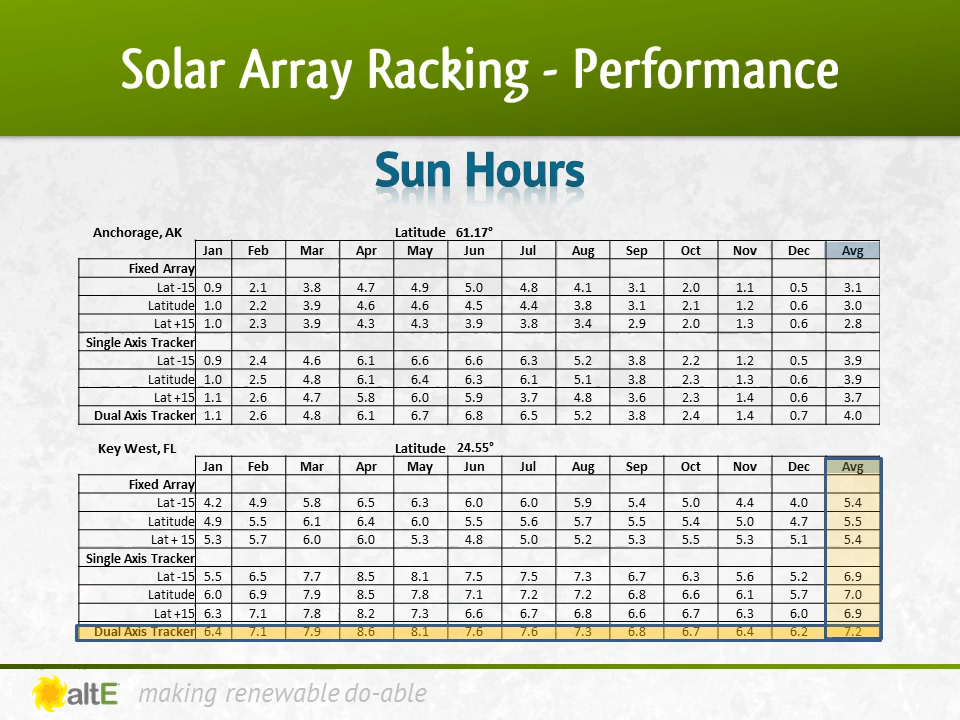 Solar Array Racking - Performance
Sun Hours
Anchorage, AK Latitude 61.17°
Jan Feb Mar Apr May Jun Jul Aug Sep Oct Nov Dec Avg
Fixed Array
Lat -15 0.9 2.1 3.8 4.7 4.9 5.0 4.8 4.1 3.1 2.0 1.1 0.5 3.1
Latitude 1.0 2.2 3.9 4.6 4.6 4.5 4.4 3.8 3.1 2.1 1.2 0.6 3.0
Lat +15 1.0 2.3 3.9 4.3 4.3 3.9 3.8 3.4 2.9 2.0 1.3 0.6 2.8
Single Axis Tracker
Lat -15 0.9 2.4 4.6 6.1 6.6 6.6 6.3 5.2 3.8 2.2 1.2 0.5 3.9
Latitude 1.0 2.5 4.8 6.1 6.4 6.3 6.1 5.1 3.8 2.3 1.3 0.6 3.9
Lat +15 1.1 2.6 4.7 5.8 6.0 5.9 3.7 4.8 3.6 2.3 1.4 0.6 3.7
Dual Axis Tracker 1.1 2.6 4.8 6.1 6.7 6.8 6.5 5.2 3.8 2.4 1.4 0.7 4.0
Key West, FL Latitude 24.55°
Jan Feb Mar Apr May Jun Jul Aug Sep Oct Nov Dec Avg
Fixed Array
Lat -15 4.2 4.9 5.8 6.5 6.3 6.0 6.0 5.9 5.4 5.0 4.4 4.0 5.4
Latitude 4.9 5.5 6.1 6.4 6.0 5.5 5.6 5.7 5.5 5.4 5.0 4.7 5.5
Lat + 15 5.3 5.7 6.0 6.0 5.3 4.8 5.0 5.2 5.3 5.5 5.3 5.1 5.4
Single Axis Tracker
Lat -15 5.5 6.5 7.7 8.5 8.1 7.5 7.5 7.3 6.7 6.3 5.6 5.2 6.9
Latitude 6.0 6.9 7.9 8.5 7.8 7.1 7.2 7.2 6.8 6.6 6.1 5.7 7.0
Lat +15 6.3 7.1 7.8 8.2 7.3 6.6 6.7 6.8 6.6 6.7 6.3 6.0 6.9
Dual Axis Tracker 6.4 7.1 7.9 8.6 8.1 7.6 7.6 7.3 6.8 6.7 6.4 6.2 7.2
altE making renewable do-able